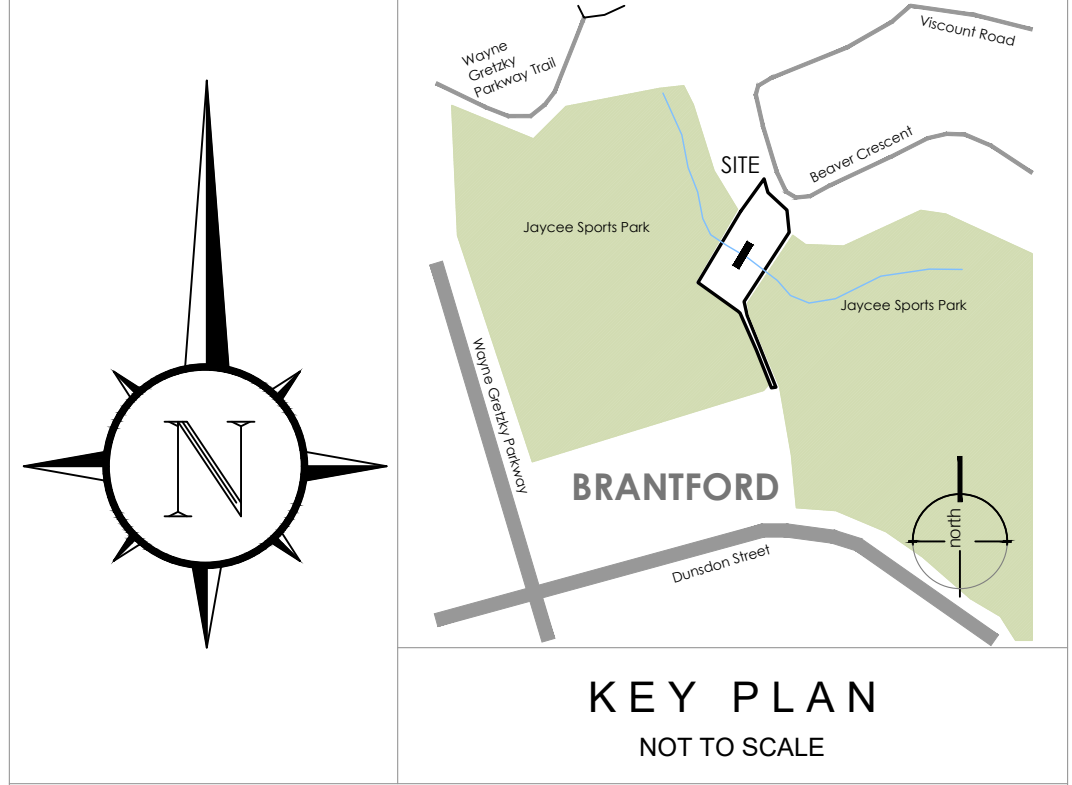 N
Wayne
Gretzky
Parkway Trail
Viscount Road
Beaver Crescent
SITE
Jaycee Sports Park
Jaycee Sports Park
Wayne Gretzky Parkway
BRANTFORD
north
Dunsdon Street
KEY PLAN
NOT TO SCALE